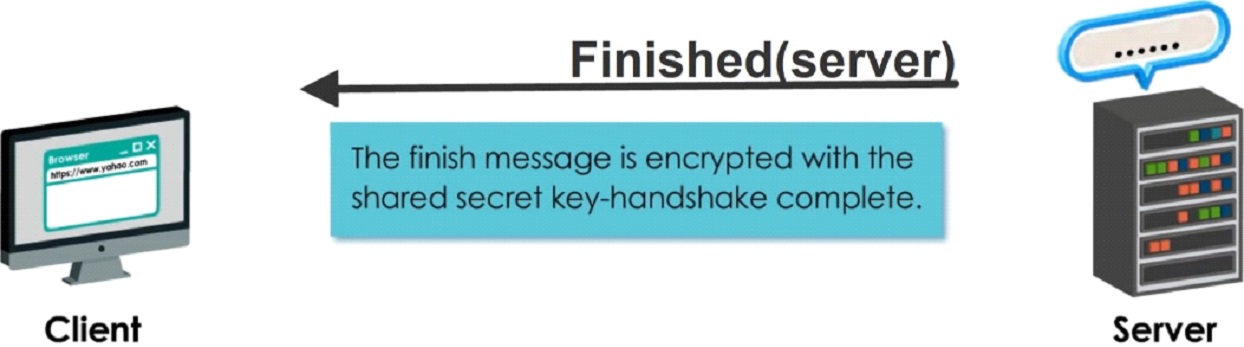 Finished(server)
Browser
https://www.yahoo.com
The finish message is encrypted with the
shared secret key-handshake complete.
Client
Server